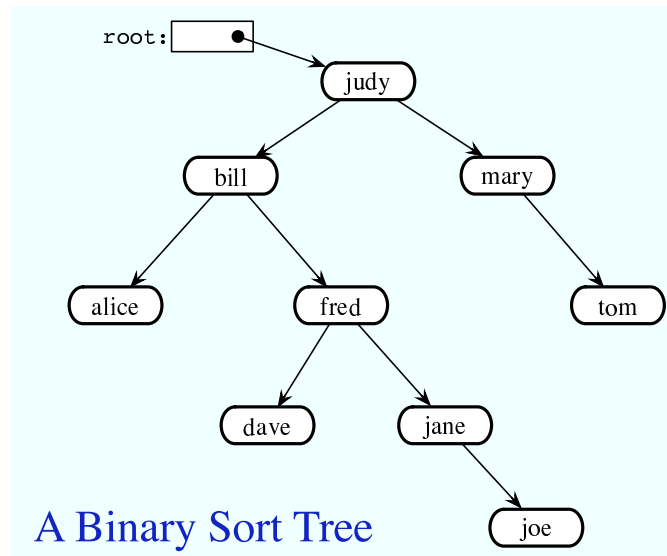 root:
judy
bill
mary
alice
fred
tom
dave
jane
joe
A Binary Sort Tree